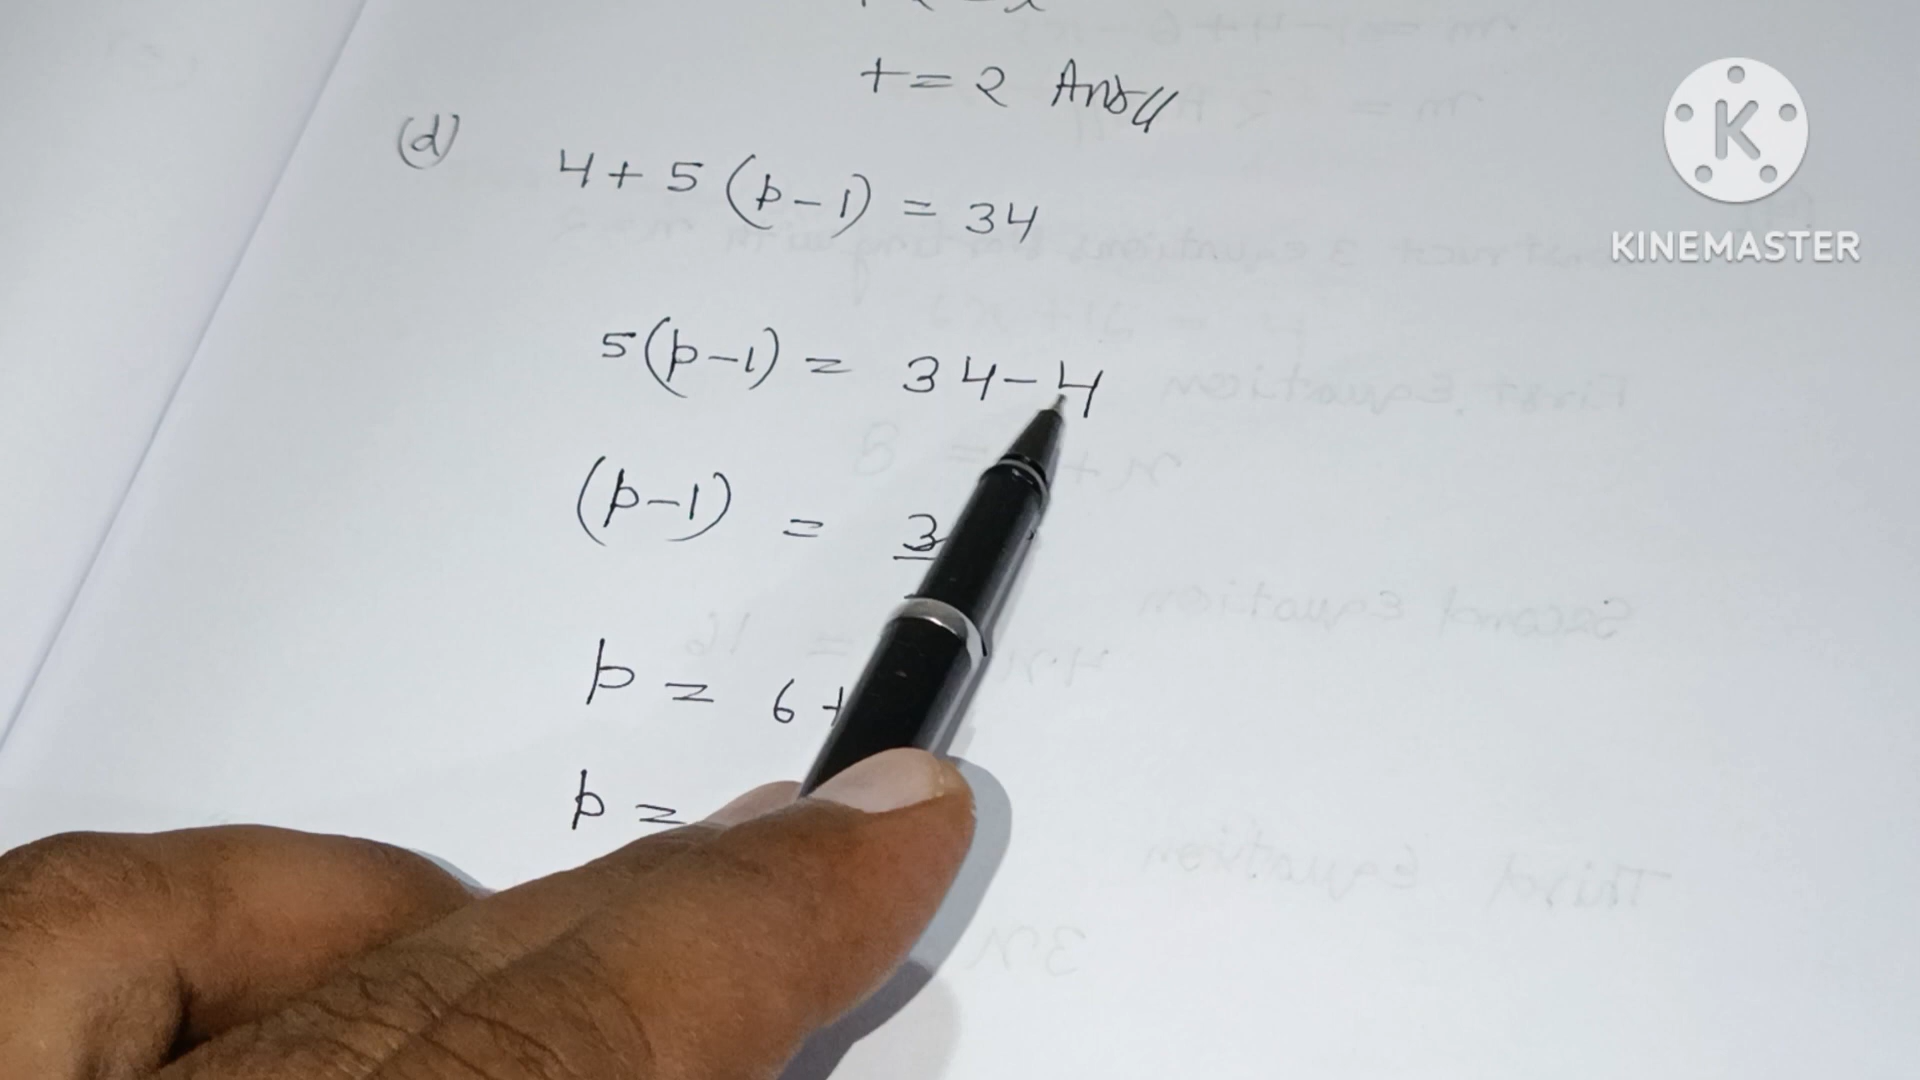 t = 2 Ans
(d) 4 + 5 (p - 1) = 34
5(p-1) = 34-4
(p-1) = 3
p = 6+
p =
KINEMASTER